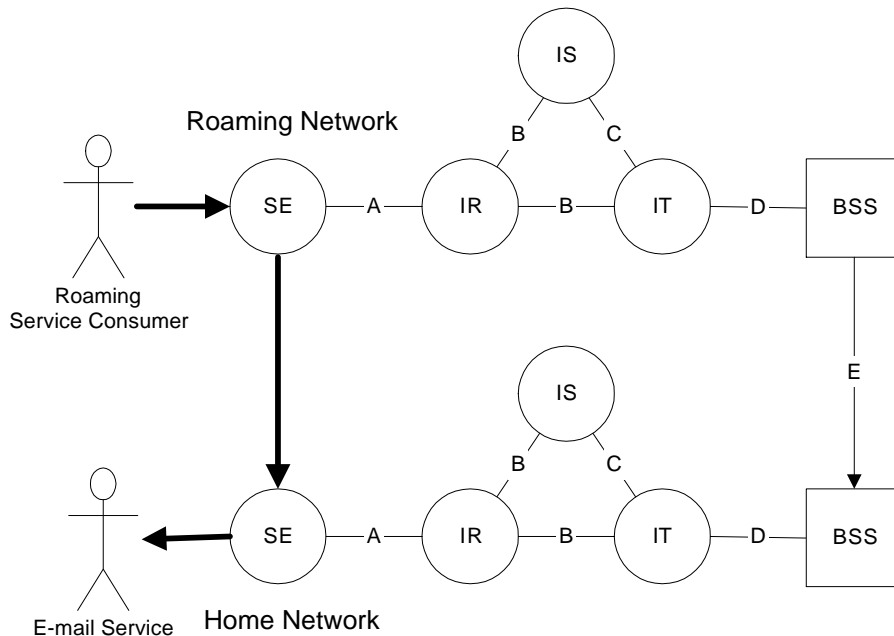 IS
Roaming Network
B
C
SE
A
IR
B
IT
D
BSS
Roaming
Service Consumer
E
IS
B
C
SE
A
IR
B
IT
D
BSS
E-mail Service
Home Network